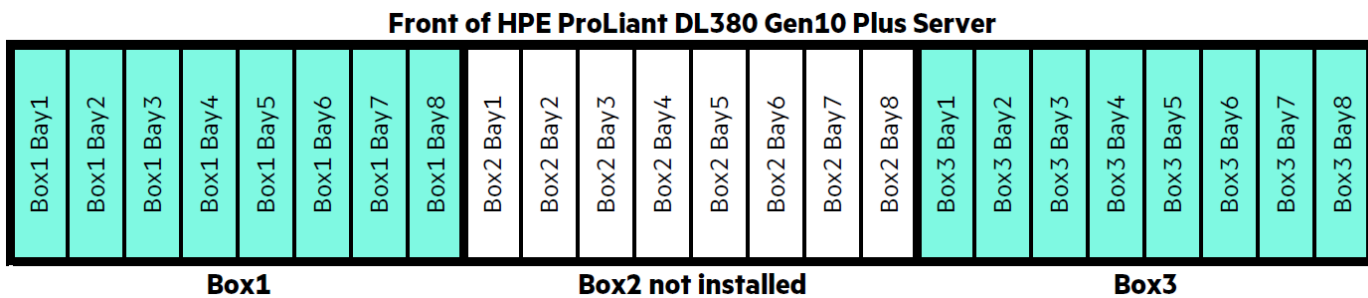 Front of HPE ProLiant DL380 Gen10 Plus Server
Box1 Bay1
Box1 Bay2
Box1 Bay3
Box1 Bay4
Box1 Bay5
Box1 Bay6
Box1 Bay7
Box1 Bay8
Box2 Bay1
Box2 Bay2
Box2 Bay3
Box2 Bay4
Box2 Bay5
Box2 Bay6
Box2 Bay7
Box2 Bay8
Box3 Bay1
Box3 Bay2
Box3 Bay3
Box3 Bay4
Box3 Bay5
Box3 Bay6
Box3 Bay7
Box3 Bay8
Box1
Box2 not installed
Box3